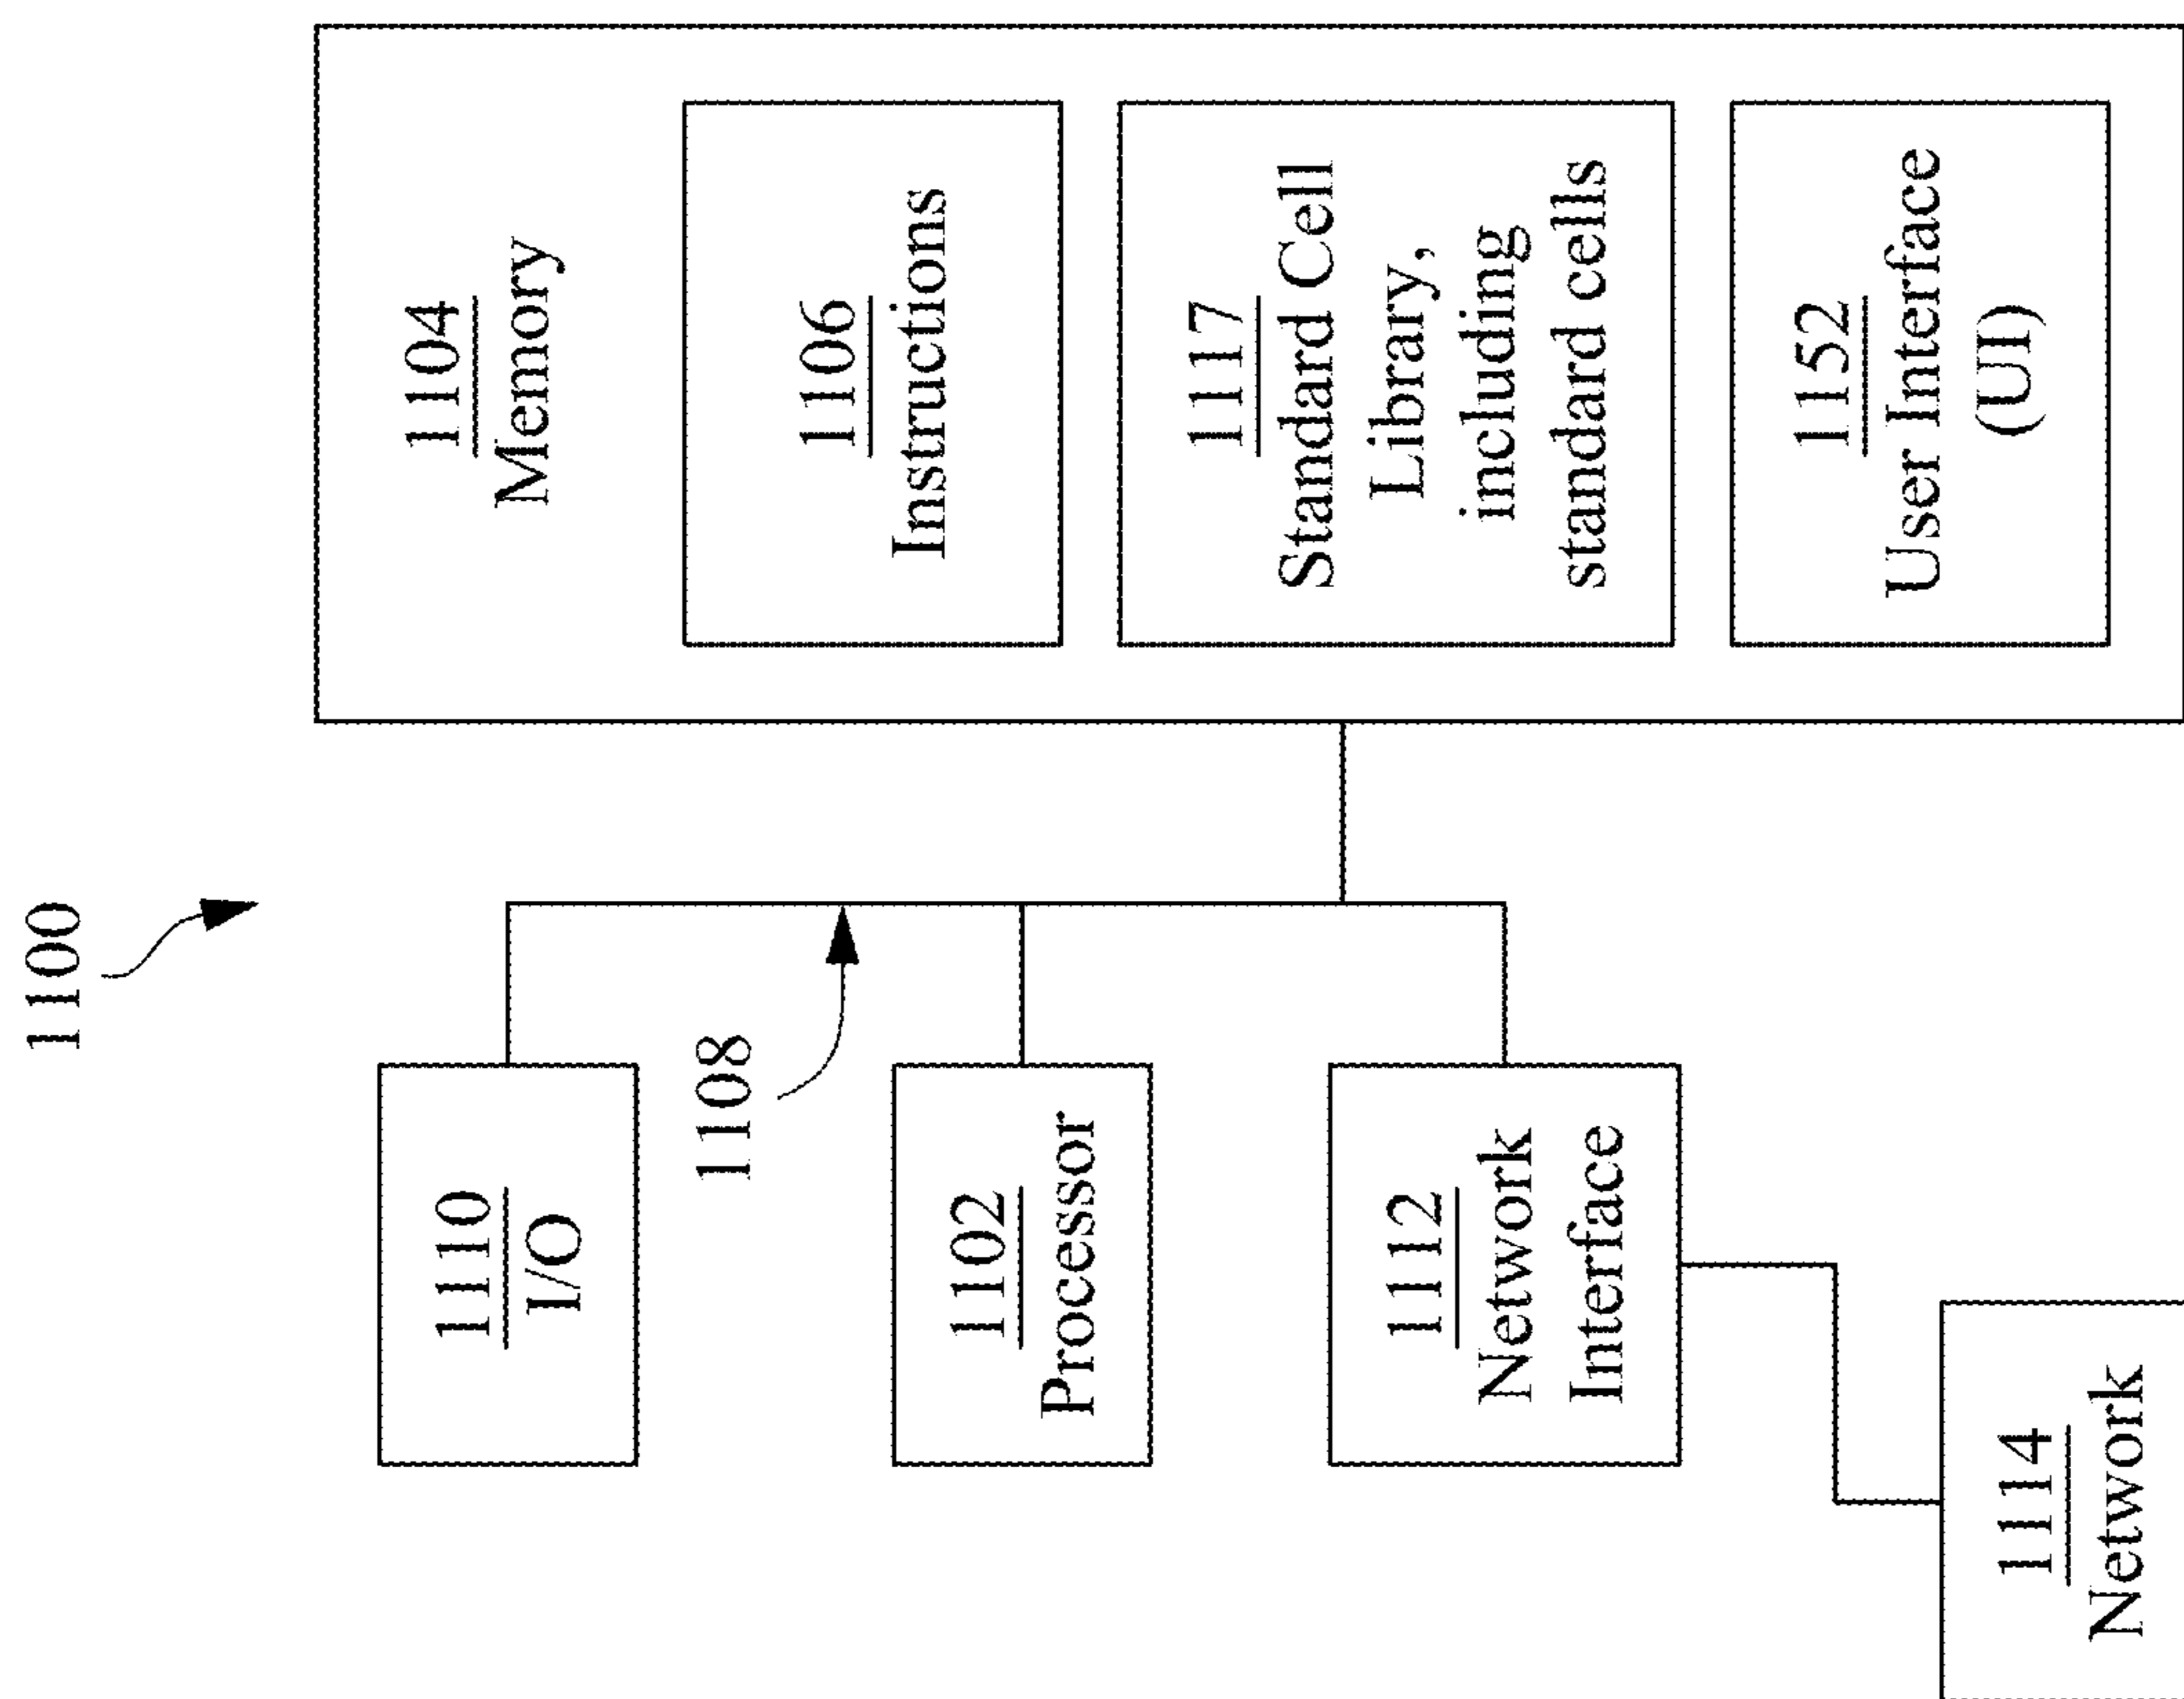 1100
1110
I/O
1108
1102
Processor
1112
Network
Interface
1114
Network
1104
Memory
1106
Instructions
1117
Standard Cell
Library,
including
standard cells
1152
User Interface
(UI)